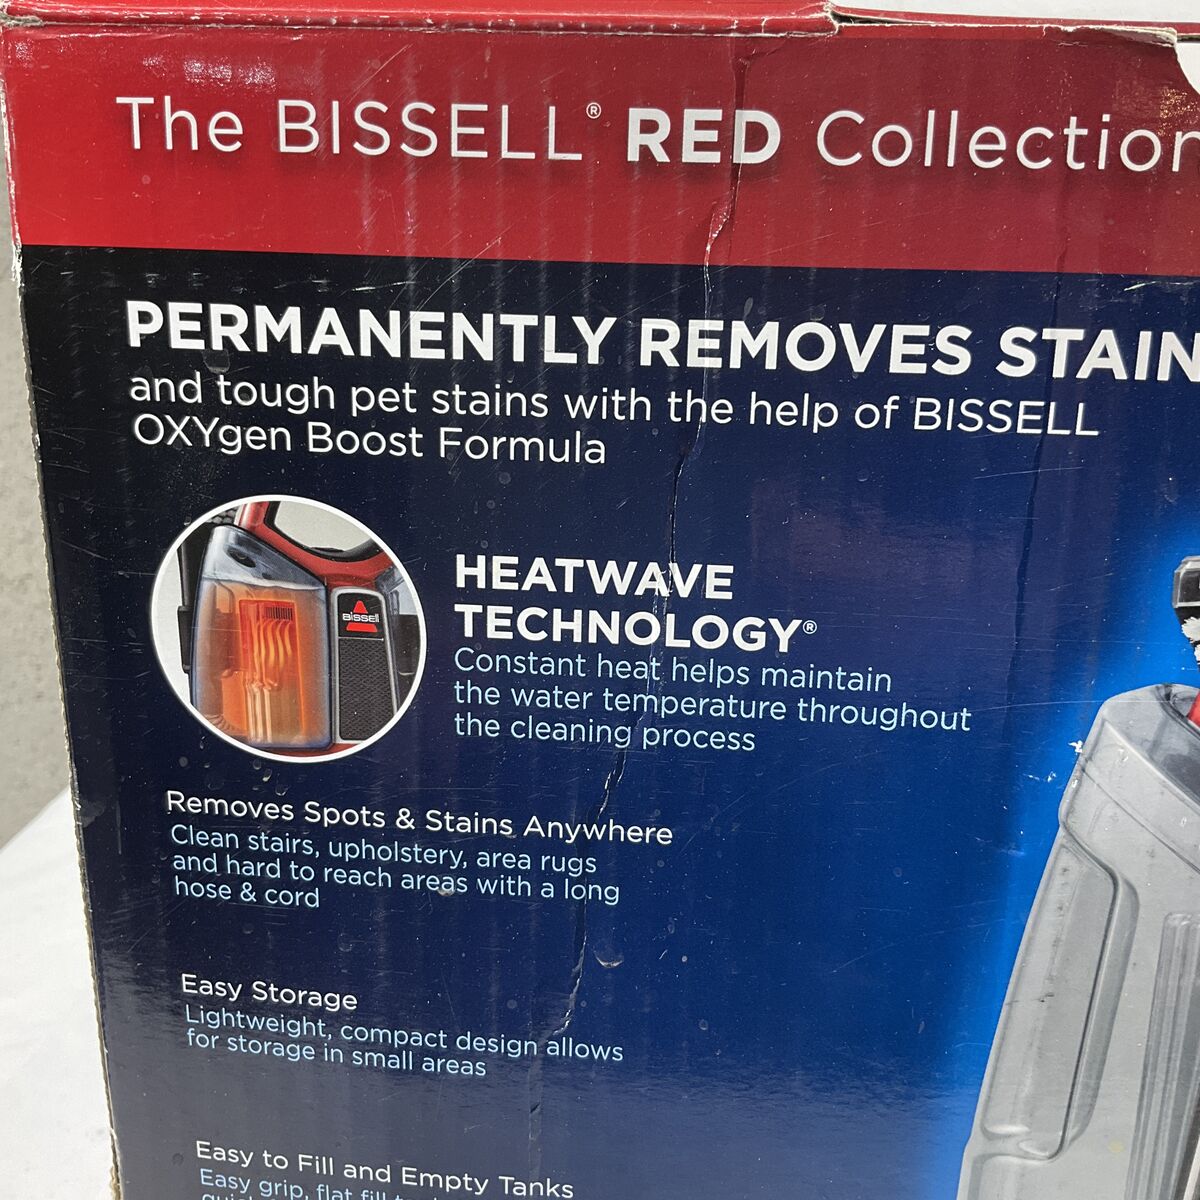 The BISSELL® RED Collection
PERMANENTLY REMOVES STAIN
and tough pet stains with the help of BISSELL
OXYgen Boost Formula
BISSELL
HEATWAVE
TECHNOLOGY®
Constant heat helps maintain
the water temperature throughout
the cleaning process
Removes Spots & Stains Anywhere
Clean stairs, upholstery, area rugs
and hard to reach areas with a long
hose & cord
Easy Storage
Lightweight, compact design allows
for storage in small areas
Easy to Fill and Empty Tanks
Easy grip, flat fill